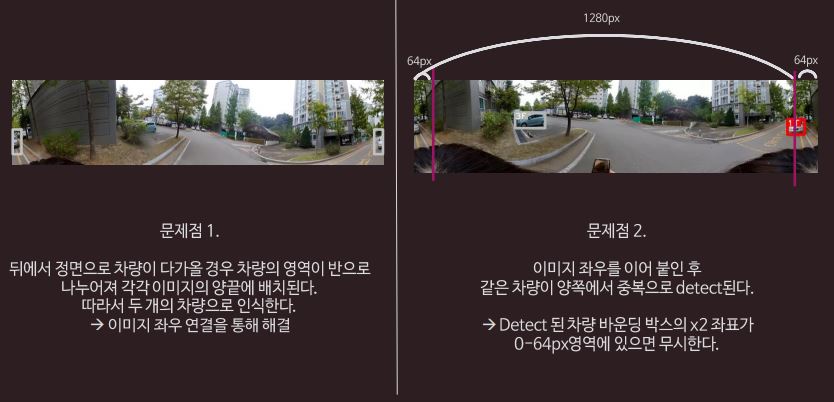 문제점 1.
뒤에서 정면으로 차량이 다가올 경우 차량의 영역이 반으로
나누어져 각각 이미지의 양끝에 배치된다.
따라서 두 개의 차량으로 인식한다.
→ 이미지 좌우 연결을 통해 해결
1280px
64px
64px
문제점 2.
이미지 좌우를 이어 붙인 후
같은 차량이 양쪽에서 중복으로 detect된다.
→ Detect 된 차량 바운딩 박스의 x2 좌표가
0-64px영역에 있으면 무시한다.